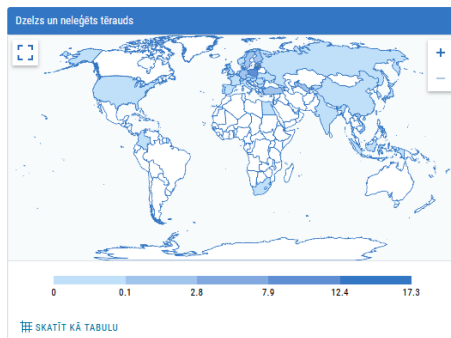 Dzelzs un neleģēts tērauds
+
−
0 0.1 2.8 7.9 12.4 17.3
SKATĪT KĀ TABULU